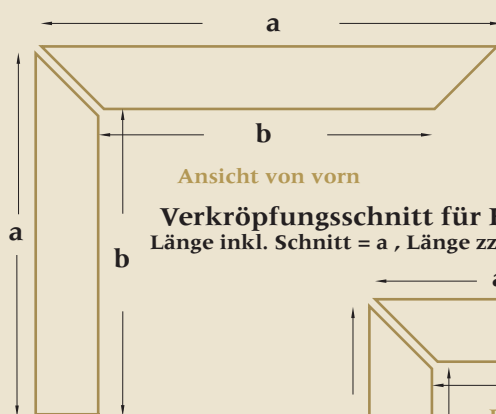 a
b
Ansicht von vorn
Verkröpfungsschnitt für
a
Länge inkl. Schnitt = a , Länge
b
a